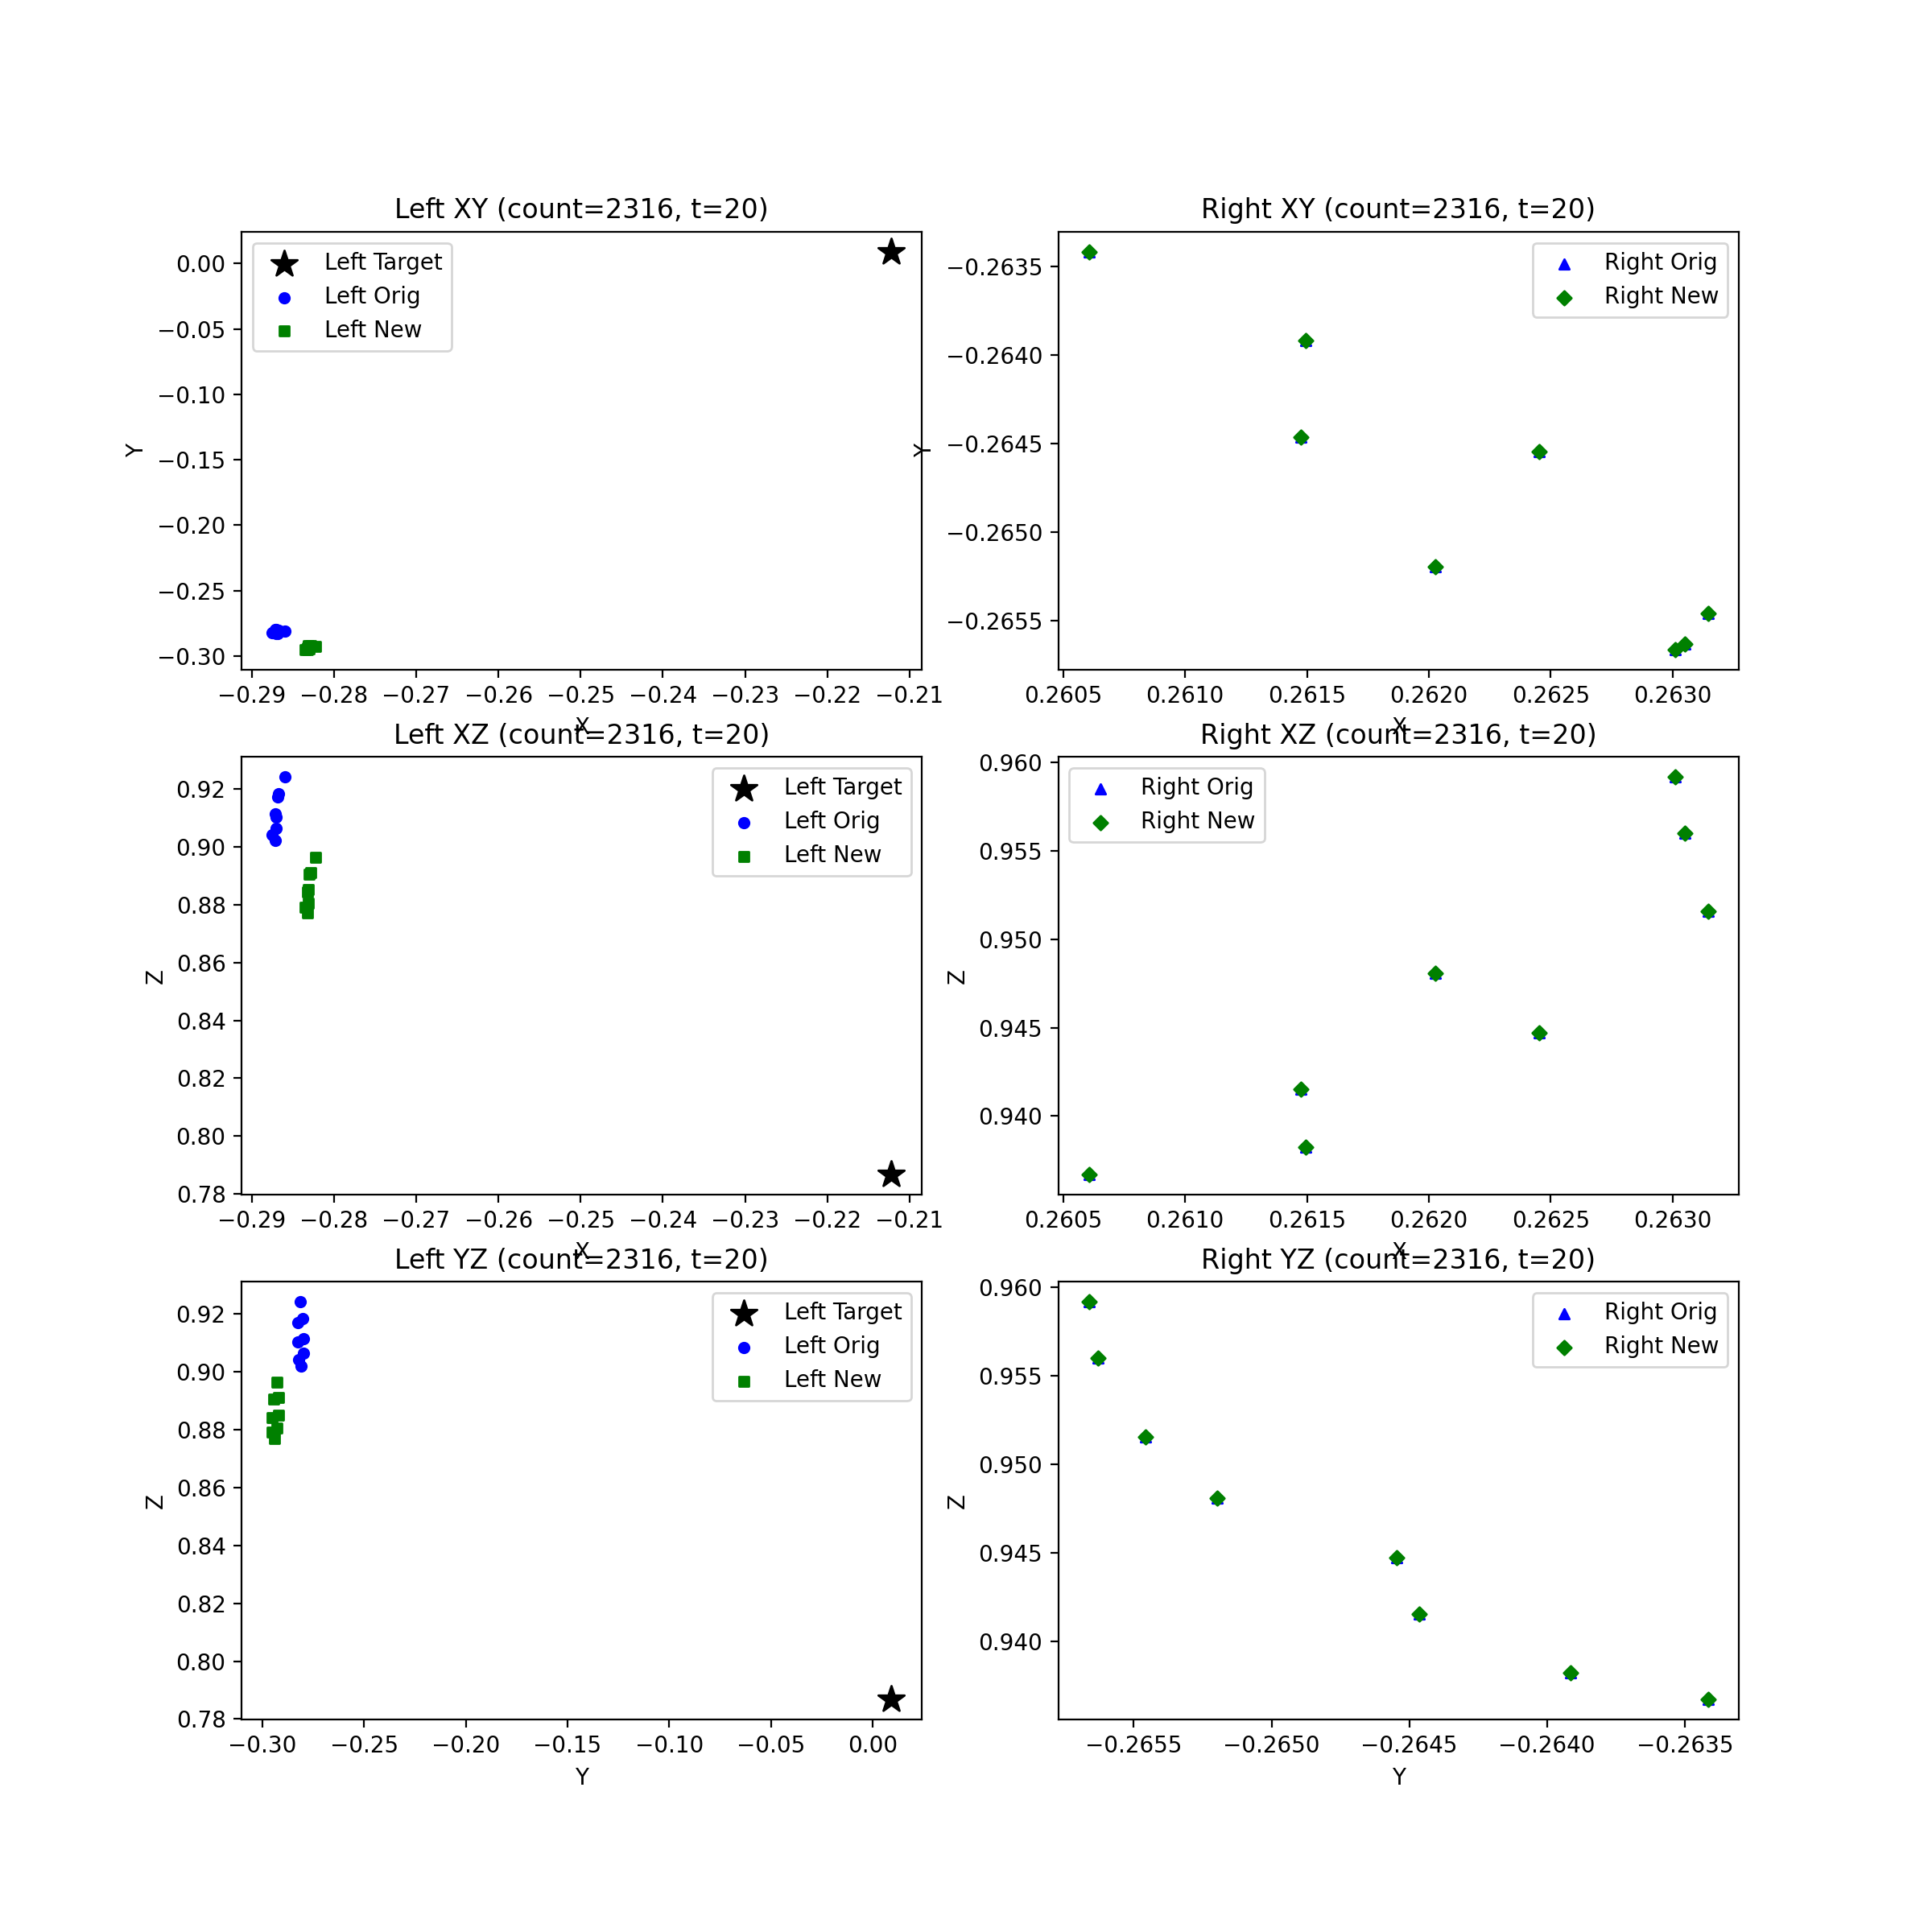 Left XY (count=2316, t=20)
Left Target
Left Orig
Left New
0.00
−0.05
−0.10
−0.15
−0.20
−0.25
−0.30
Y
−0.29 −0.28 −0.27 −0.26 −0.25 −0.24 −0.23 −0.22 −0.21
X
Right XY (count=2316, t=20)
Right Orig
Right New
−0.2635
−0.2640
−0.2645
−0.2650
−0.2655
Y
0.2605 0.2610 0.2615 0.2620 0.2625 0.2630
X
Left XZ (count=2316, t=20)
Left Target
Left Orig
Left New
0.92
0.90
0.88
0.86
0.84
0.82
0.80
0.78
Z
−0.29 −0.28 −0.27 −0.26 −0.25 −0.24 −0.23 −0.22 −0.21
X
Right XZ (count=2316, t=20)
Right Orig
Right New
0.960
0.955
0.950
0.945
0.940
Z
0.2605 0.2610 0.2615 0.2620 0.2625 0.2630
X
Left YZ (count=2316, t=20)
Left Target
Left Orig
Left New
0.92
0.90
0.88
0.86
0.84
0.82
0.80
0.78
Z
−0.30 −0.25 −0.20 −0.15 −0.10 −0.05 0.00
Y
Right YZ (count=2316, t=20)
Right Orig
Right New
0.960
0.955
0.950
0.945
0.940
Z
−0.2655 −0.2650 −0.2645 −0.2640 −0.2635
Y